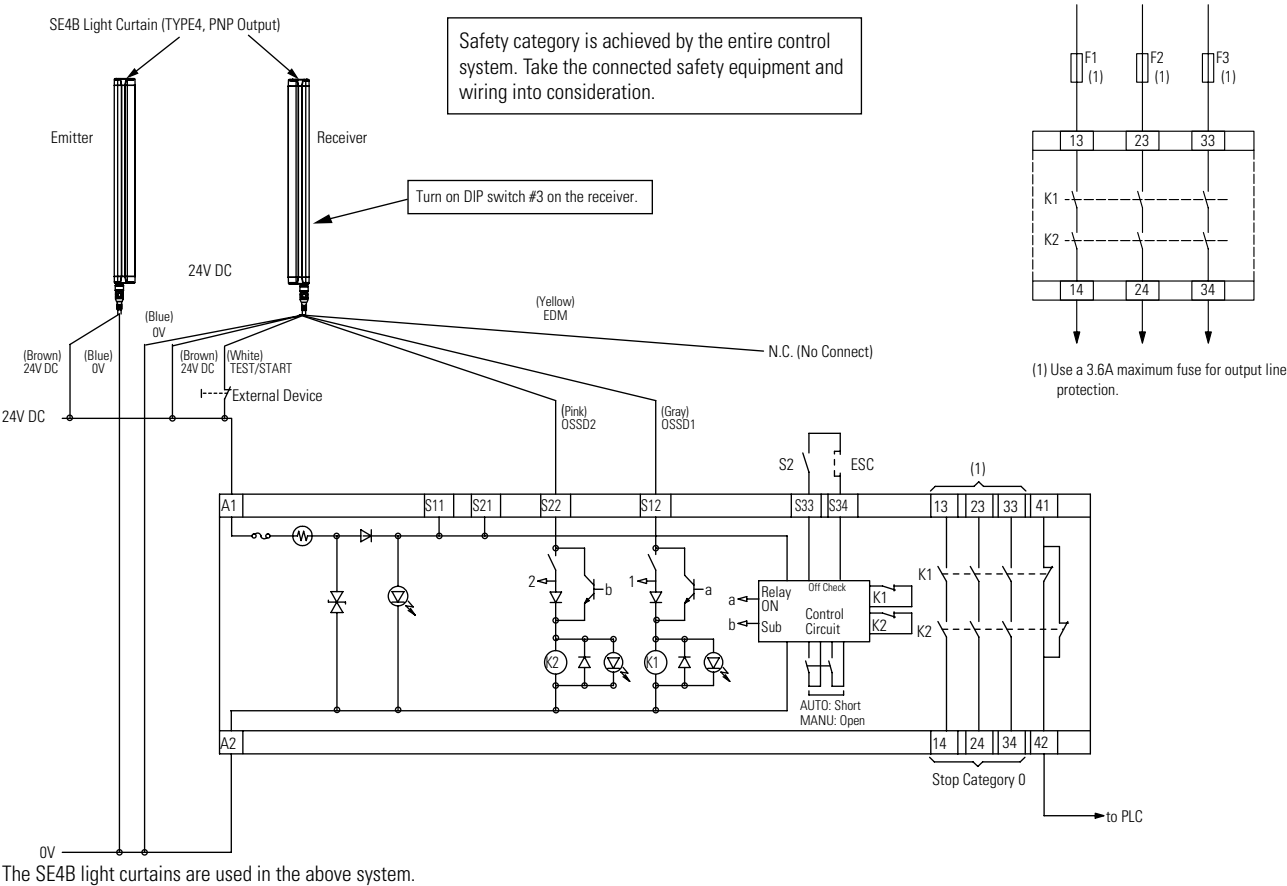 SE4B Light Curtain (TYPE4, PNP Output)
Safety category is achieved by the entire control
system. Take the connected safety equipment and
wiring into consideration.
F1
(1)
F2
(1)
F3
(1)
Emitter
Receiver
13
23
33
Turn on DIP switch #3 on the receiver.
K1
K2
24V DC
14
24
34
(Yellow)
EDM
(Blue)
0V
N.C. (No Connect)
(Brown)
24V DC
(Blue)
0V
(Brown)
24V DC
(White)
TEST/START
(1) Use a 3.6A maximum fuse for output line
protection.
External Device
24V DC
(Pink)
OSSD2
(Gray)
OSSD1
S2
ESC
(1)
A1
S11
S21
S22
S12
S33
S34
13
23
33
41
2
b
1
a
a
Relay
ON
b
Sub
Off Check
Control
Circuit
K1
K2
K1
K2
K2
K1
AUTO: Short
MANU: Open
A2
14
24
34
42
Stop Category 0
to PLC
0V
The SE4B light curtains are used in the above system.